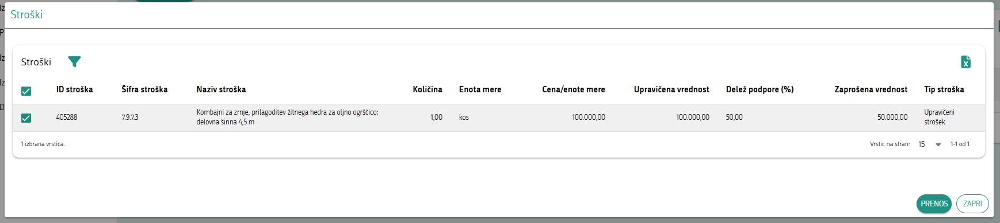 Stroški
Stroški
ID stroška Šifra stroška Naziv stroška Količina Enota mere Cena/enote mere Upravičena vrednost Delež podpore (%) Zaprošena vrednost Tip stroška
405288 7.9.7.3 Kombajni za zrnje, prilagoditev žitnega hedra za oljno ogrščico; 1,00 kos 100.000,00 100.000,00 50,00 50.000,00 Upravičeni
delovna širina 4,5 m strošek
1 izbrana vrstica. Vrstic na stran: 15 1-1 od 1
PRENOS ZAPRI